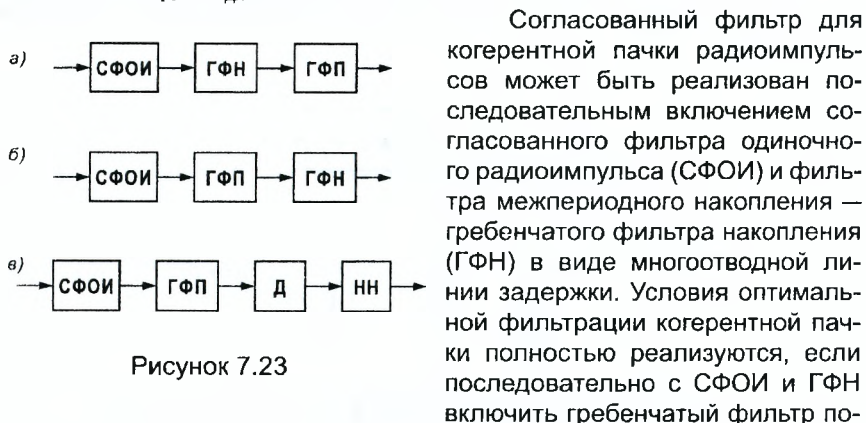 а) СФОИ ГФН ГФП
б) СФОИ ГФП ГФН
в) СФОИ ГФП Д НН
Рисунок 7.23
Согласованный фильтр для
когерентной пачки радиоимпуль-
сов может быть реализован по-
следовательным включением со-
гласованного фильтра одиночно-
го радиоимпульса (СФОИ) и филь-
тра межпериодного накопления —
гребенчатого фильтра накопления
(ГФН) в виде многоотводной ли-
нии задержки. Условия оптималь-
ной фильтрации когерентной пач-
ки полностью реализуются, если
последовательно с СФОИ и ГФН
включить гребенчатый фильтр по-